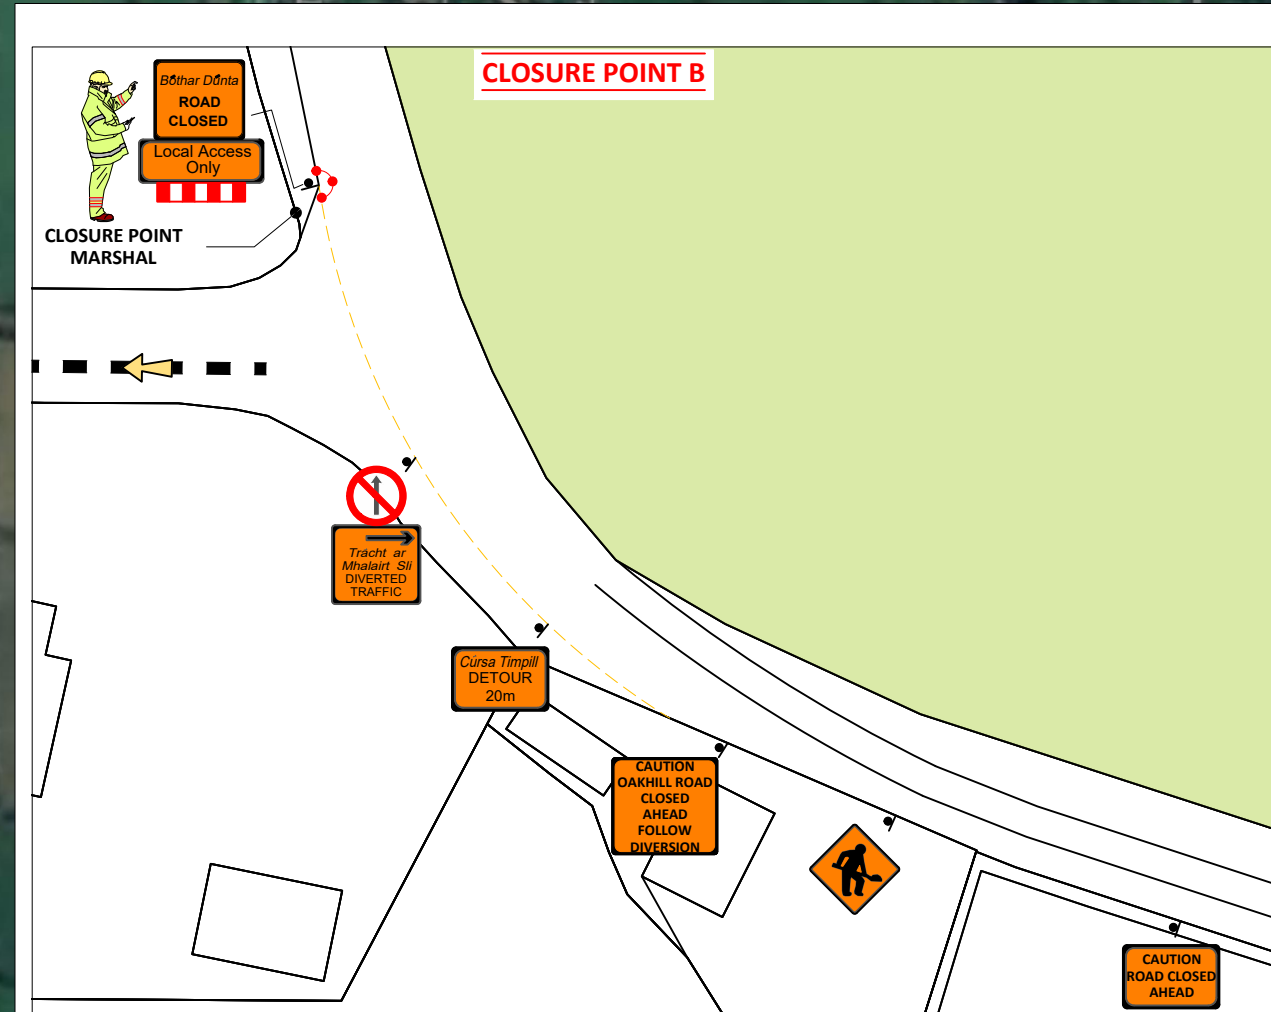 CLOSURE POINT B
Bóthar Dúnta
ROAD
CLOSED
Local Access
Only
CLOSURE POINT
MARSHAL
Trácht ar
Mhalairt Slí
DIVERTED
TRAFFIC
Cúrsa Timpill
DETOUR
20m
CAUTION
OAKHILL ROAD
CLOSED
AHEAD
FOLLOW
DIVERSION
CAUTION
ROAD CLOSED
AHEAD